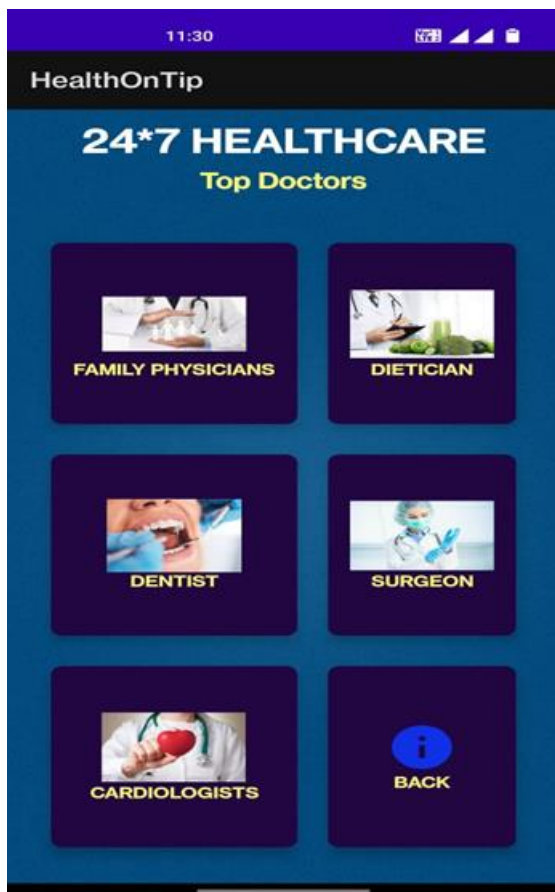 11:30
HealthOnTip
24*7 HEALTHCARE
Top Doctors
FAMILY PHYSICIANS
DIETICIAN
DENTIST
SURGEON
CARDIOLOGISTS
i
BACK